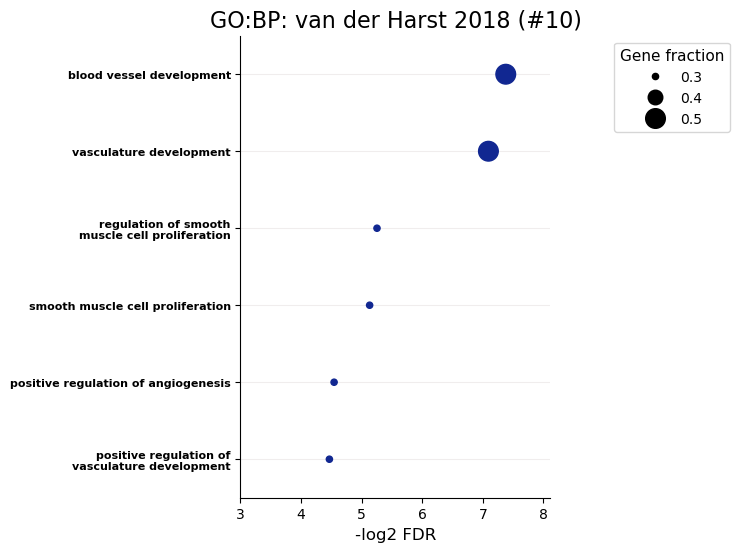 GO:BP: van der Harst 2018 (#10)
blood vessel development
vasculature development
regulation of smooth
muscle cell proliferation
smooth muscle cell proliferation
positive regulation of angiogenesis
positive regulation of
vasculature development
3 4 5 6 7 8
-log2 FDR
Gene fraction
0.3
0.4
0.5